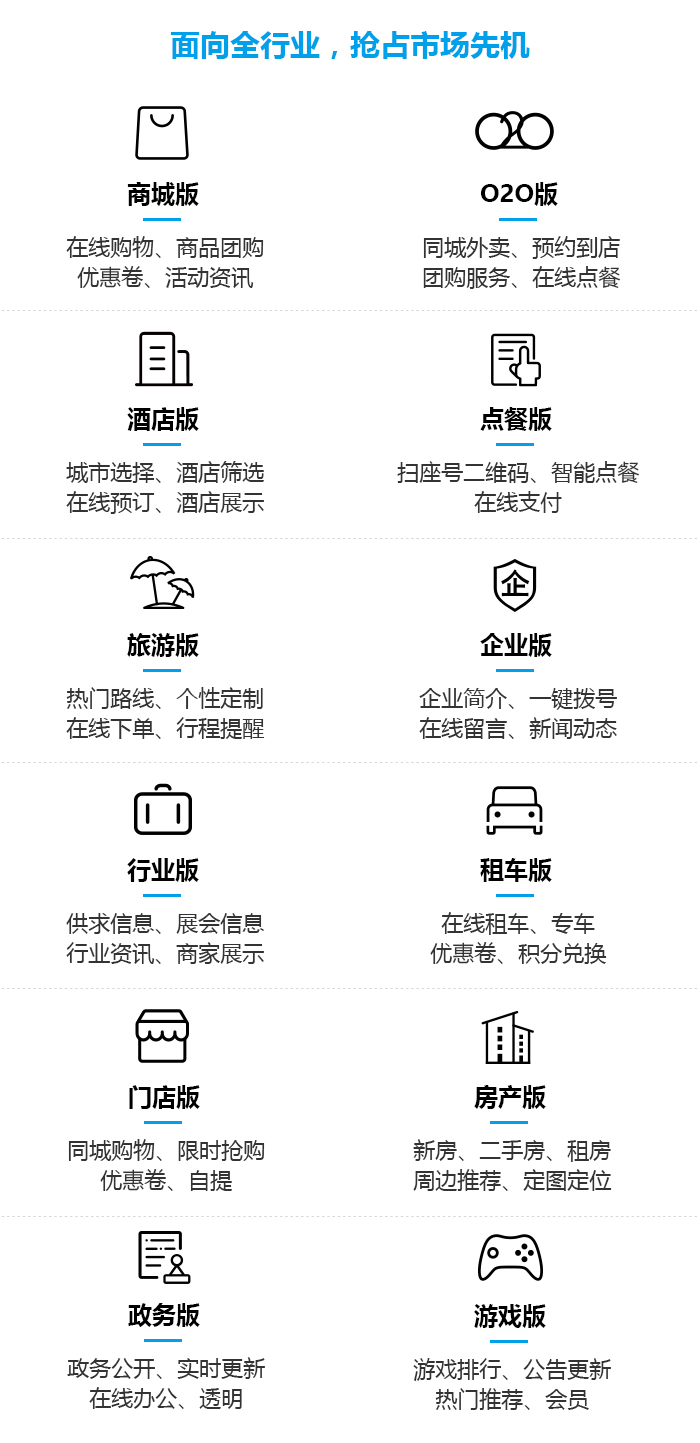 面向全行业，抢占市场先机
商城版
在线购物、商品团购
优惠卷、活动资讯
O2O版
同城外卖、预约到店
团购服务、在线点餐
酒店版
城市选择、酒店筛选
在线预订、酒店展示
点餐版
扫座号二维码、智能点餐
在线支付
旅游版
热门路线、个性定制
在线下单、行程提醒
企
企业版
企业简介、一键拨号
在线留言、新闻动态
行业版
供求信息、展会信息
行业资讯、商家展示
租车版
在线租车、专车
优惠卷、积分兑换
门店版
同城购物、限时抢购
优惠卷、自提
房产版
新房、二手房、租房
周边推荐、定图定位
政务版
政务公开、实时更新
在线办公、透明
游戏版
游戏排行、公告更新
热门推荐、会员